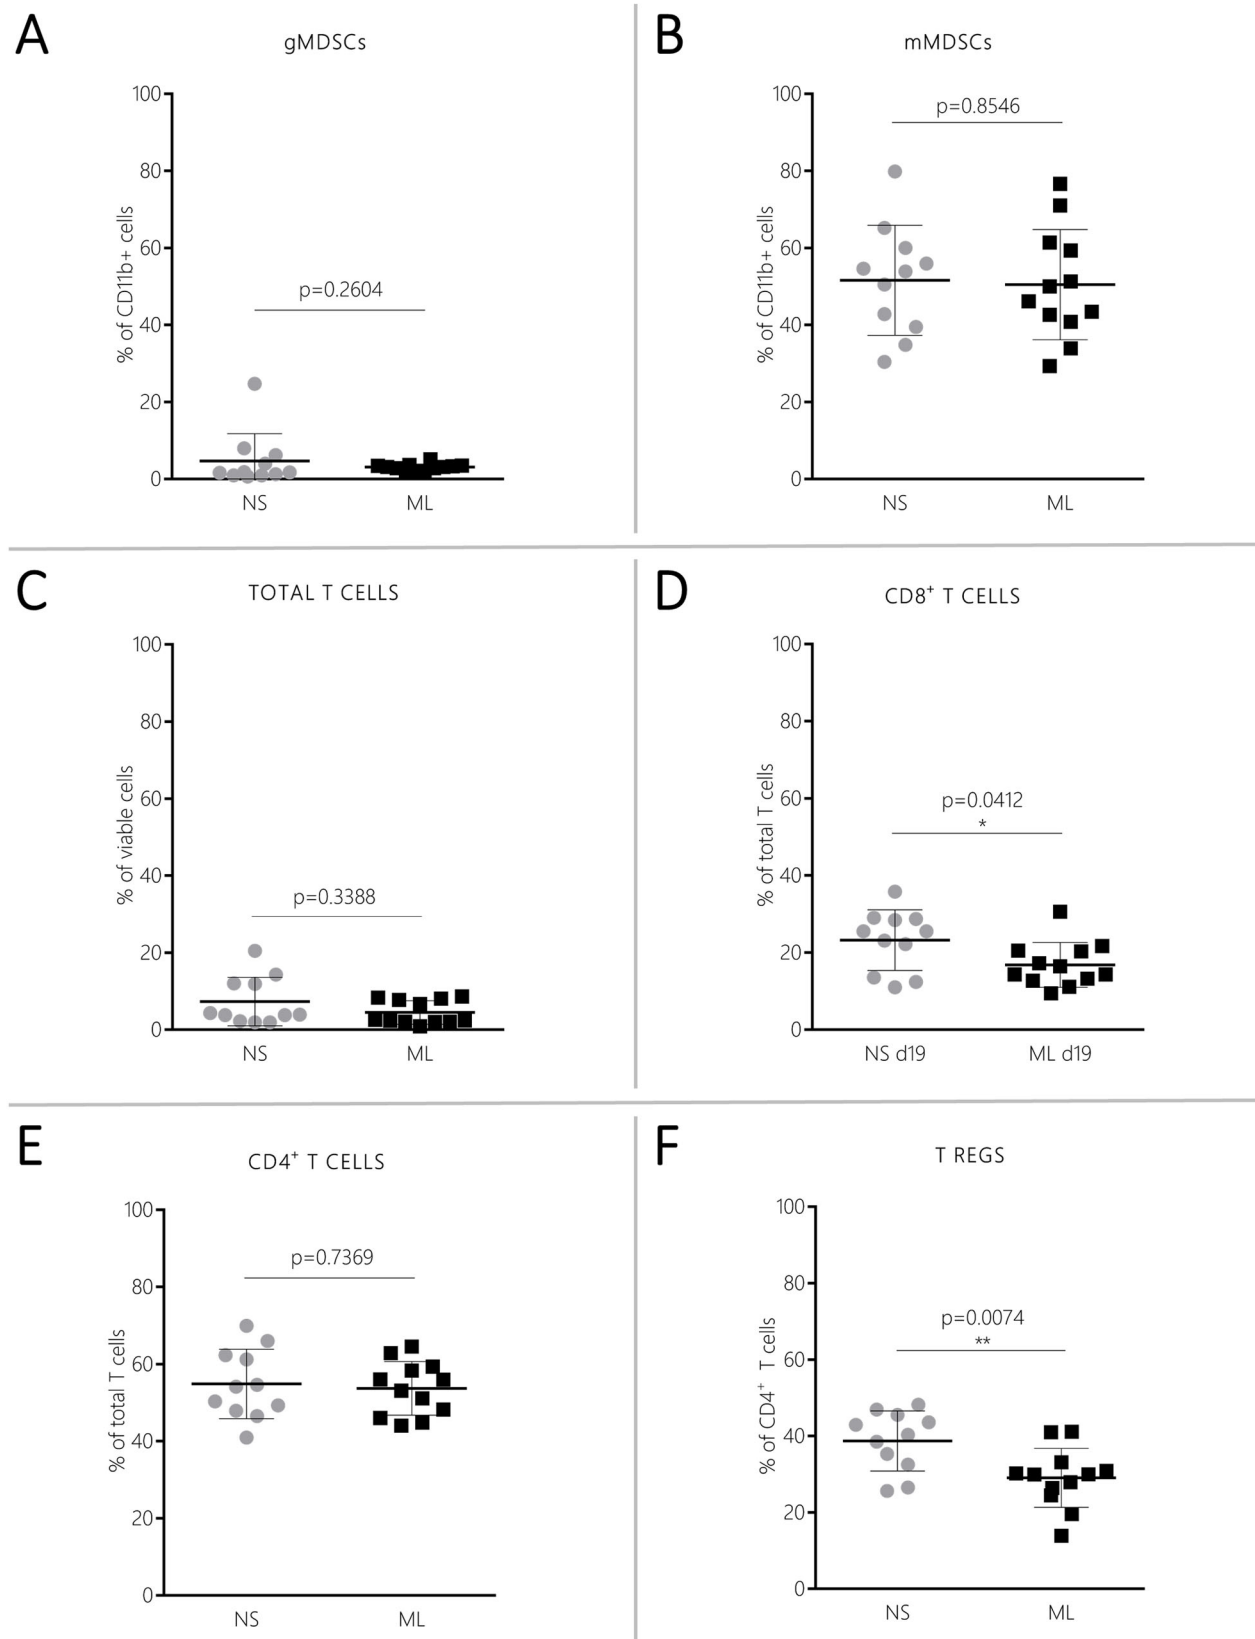 A
gMDSCs
100
80
60
40
20
0
% of CD11b+ cells
p=0.2604
NS ML
B
mMDSCs
100
80
60
40
20
0
% of CD11b+ cells
p=0.8546
NS ML
C
TOTAL T CELLS
100
80
60
40
20
0
% of viable cells
p=0.3388
NS ML
D
CD8⁺ T CELLS
100
80
60
40
20
0
% of total T cells
p=0.0412
*
NS d19 ML d19
E
CD4⁺ T CELLS
100
80
60
40
20
0
% of total T cells
p=0.7369
NS ML
F
T REGS
100
80
60
40
20
0
% of CD4⁺ T cells
p=0.0074
**
NS ML